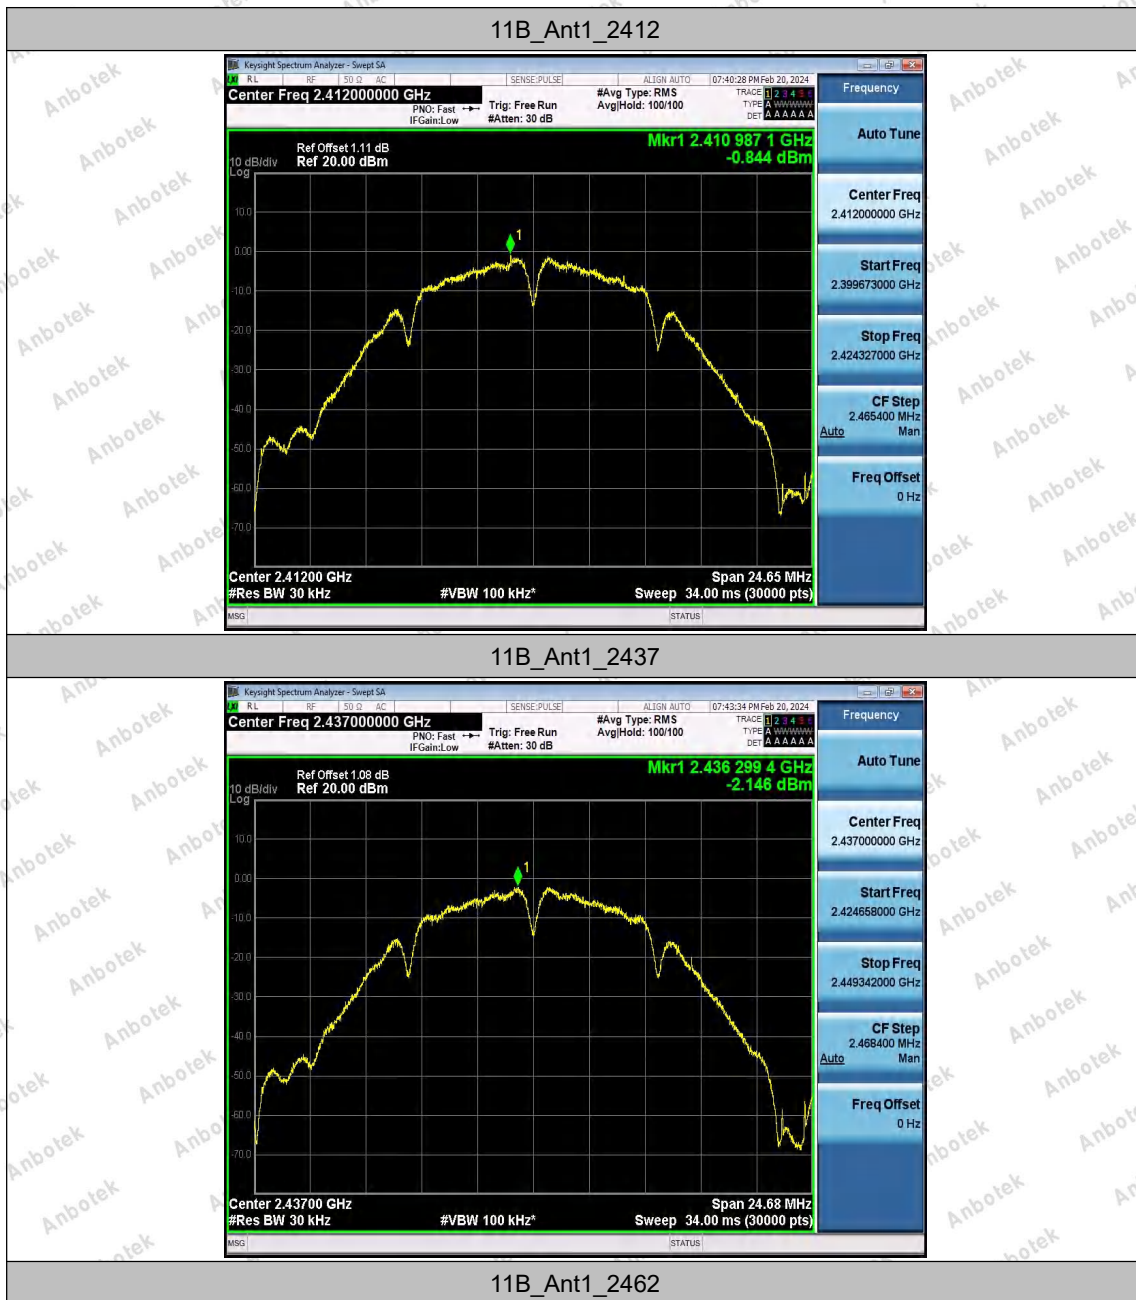 11B_Ant1_2412
Keysight Spectrum Analyzer - Swept SA
RL RF 50 Ω AC SENSE:PULSE ALIGN AUTO 07:40:28 PM Feb 20, 2024
Center Freq 2.412000000 GHz
PNO: Fast
IFGain:Low
Trig: Free Run
#Atten: 30 dB
#Avg Type: RMS
Avg|Hold: 100/100
TRACE 1 2 3 4 5 6
TYPE A WWWWW
DET A A A A A A
Frequency
Mkr1 2.410 987 1 GHz
-0.844 dBm
Ref Offset 1.11 dB
10 dB/div Ref 20.00 dBm
Log
10.0
0.00
-10.0
-20.0
-30.0
-40.0
-50.0
-60.0
-70.0
1
Auto Tune
Center Freq
2.412000000 GHz
Start Freq
2.399673000 GHz
Stop Freq
2.424327000 GHz
CF Step
2.465400 MHz
Auto Man
Freq Offset
0 Hz
Center 2.41200 GHz Span 24.65 MHz
#Res BW 30 kHz #VBW 100 kHz* Sweep 34.00 ms (30000 pts)
MSG STATUS
11B_Ant1_2437
Keysight Spectrum Analyzer - Swept SA
RL RF 50 Ω AC SENSE:PULSE ALIGN AUTO 07:43:34 PM Feb 20, 2024
Center Freq 2.437000000 GHz
PNO: Fast
IFGain:Low
Trig: Free Run
#Atten: 30 dB
#Avg Type: RMS
Avg|Hold: 100/100
TRACE 1 2 3 4 5 6
TYPE A WWWWW
DET A A A A A A
Frequency
Mkr1 2.436 299 4 GHz
-2.146 dBm
Ref Offset 1.08 dB
10 dB/div Ref 20.00 dBm
Log
10.0
0.00
-10.0
-20.0
-30.0
-40.0
-50.0
-60.0
-70.0
1
Auto Tune
Center Freq
2.437000000 GHz
Start Freq
2.424658000 GHz
Stop Freq
2.449342000 GHz
CF Step
2.468400 MHz
Auto Man
Freq Offset
0 Hz
Center 2.43700 GHz Span 24.68 MHz
#Res BW 30 kHz #VBW 100 kHz* Sweep 34.00 ms (30000 pts)
MSG STATUS
11B_Ant1_2462
Anbotek